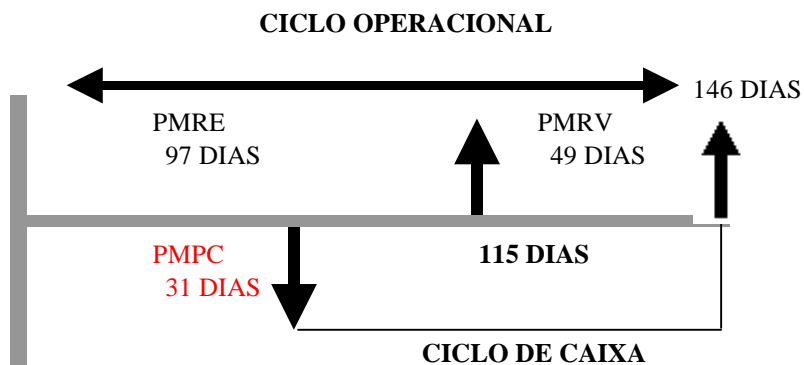 CICLO OPERACIONAL
146 DIAS
PMRE
97 DIAS
PMRV
49 DIAS
PMPC
31 DIAS
115 DIAS
CICLO DE CAIXA